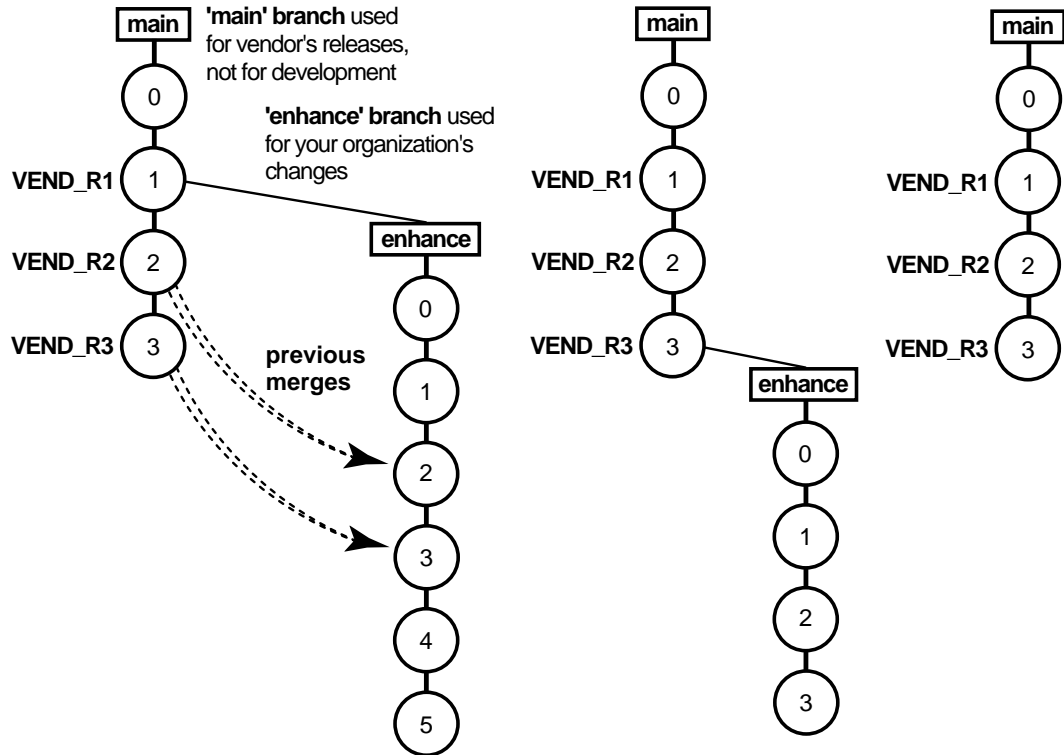 main
'main' branch used
for vendor's releases,
not for development
0
'enhance' branch used
for your organization's
changes
VEND_R1
1
enhance
VEND_R2
2
0
VEND_R3
3
previous
merges
1
2
3
4
5
main
0
VEND_R1
1
VEND_R2
2
VEND_R3
3
enhance
0
1
2
3
main
0
VEND_R1
1
VEND_R2
2
VEND_R3
3